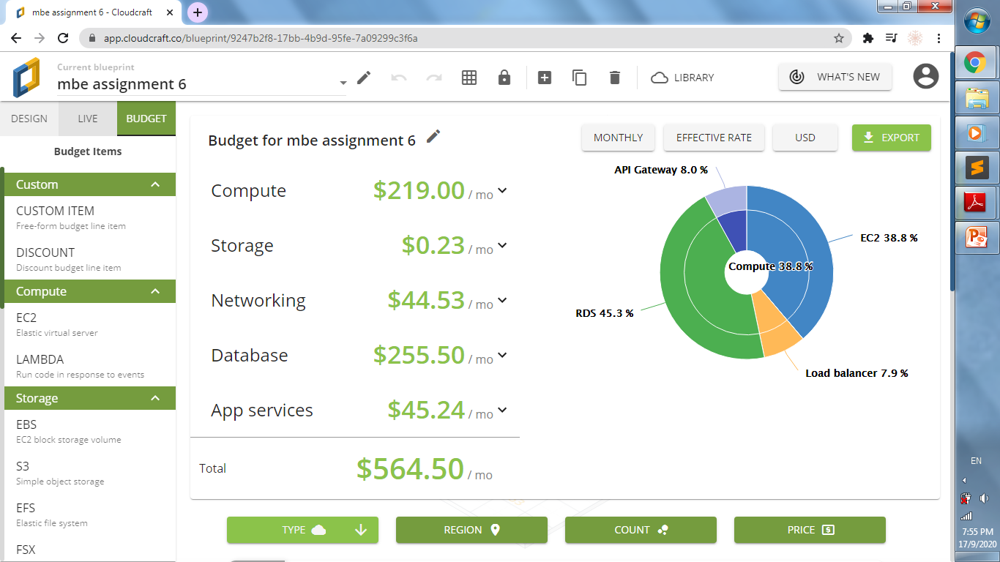 mbe assignment 6 - Cloudcraft
app.cloudcraft.co/blueprint/9247b2f8-17bb-4b9d-95fe-7a09299c3f6a
Current blueprint
mbe assignment 6
LIBRARY
WHAT'S NEW
DESIGN
LIVE
BUDGET
Budget Items
Custom
CUSTOM ITEM
Free-form budget line item
DISCOUNT
Discount budget line item
Compute
EC2
Elastic virtual server
LAMBDA
Run code in response to events
Storage
EBS
EC2 block storage volume
S3
Simple object storage
EFS
Elastic file system
FSX
Budget for mbe assignment 6
MONTHLY
EFFECTIVE RATE
USD
EXPORT
Compute $219.00 / mo
Storage $0.23 / mo
Networking $44.53 / mo
Database $255.50 / mo
App services $45.24 / mo
Total $564.50 / mo
API Gateway 8.0 %
EC2 38.8 %
Compute 38.8 %
RDS 45.3 %
Load balancer 7.9 %
TYPE
REGION
COUNT
PRICE
EN
7:55 PM
17/9/2020